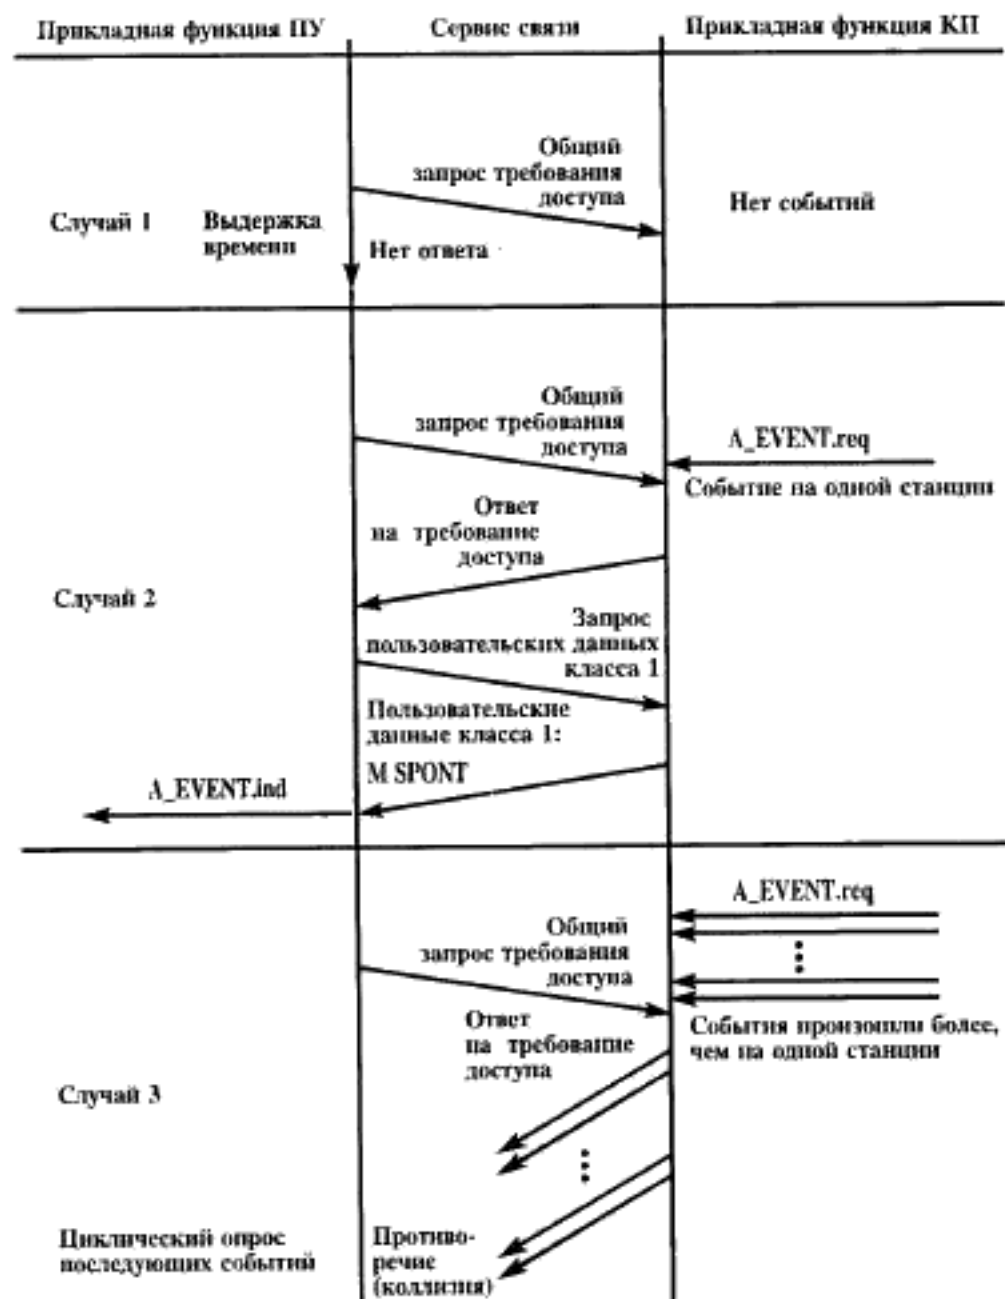 Прикладная функция ПУ
Сервис связи
Прикладная функция КП
Общий
запрос требования
доступа
Случай 1
Выдержка
времени
Нет ответа
Нет событий
Общий
запрос требования
доступа
A_EVENT.req
Событие на одной станции
Ответ
на требование
доступа
Случай 2
Запрос
пользовательских данных
класса 1
Пользовательские
данные класса 1:
M SPONT
A_EVENT.ind
A_EVENT.req
Общий
запрос требования
доступа
События произошли более,
чем на одной станции
Ответ
на требование
доступа
Случай 3
Циклический опрос
последующих событий
Противо-
речие
(коллизия)